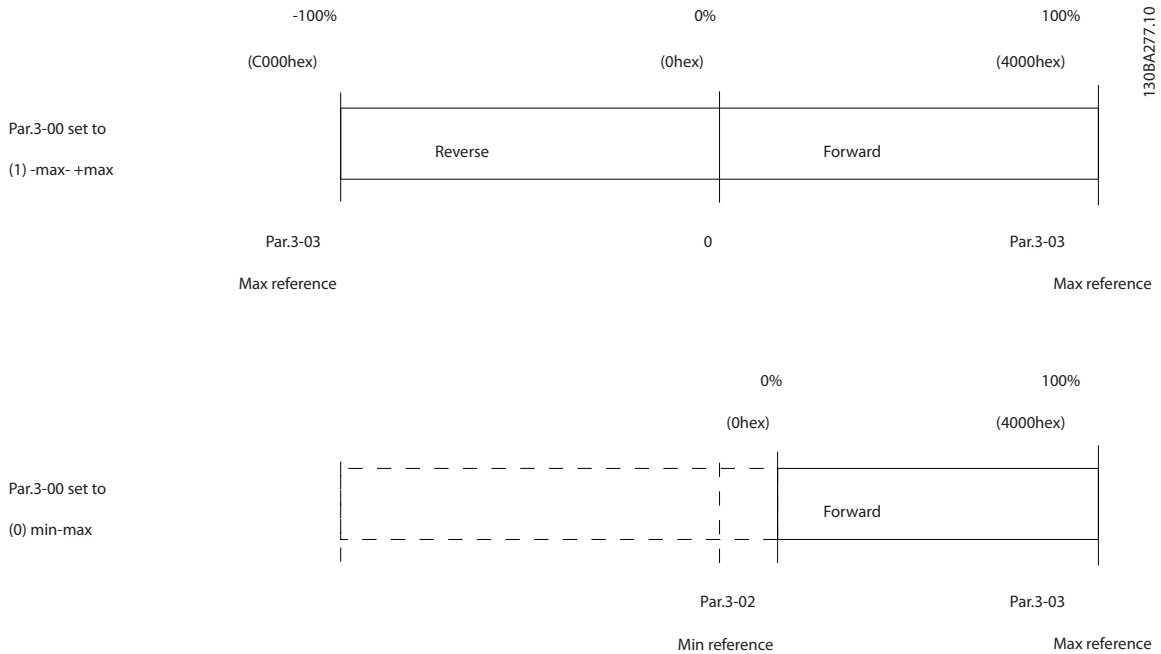 -100% 0% 100%
(C000hex) (0hex) (4000hex)
130BA277.10
Par.3-00 set to
(1) -max- +max
Reverse Forward
Par.3-03 0 Par.3-03
Max reference Max reference
0% 100%
(0hex) (4000hex)
Par.3-00 set to
(0) min-max
Forward
Par.3-02 Par.3-03
Min reference Max reference